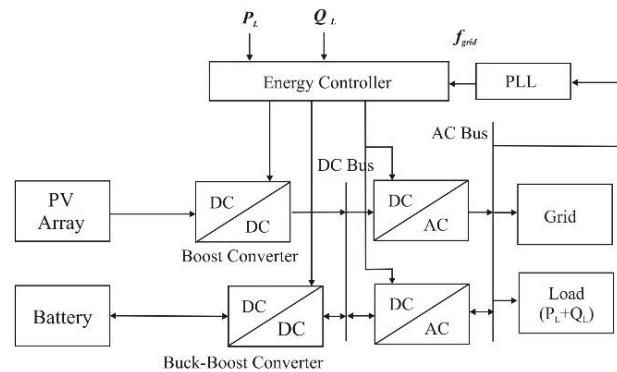 P_L Q_L
f_grid
Energy Controller
PLL
AC Bus
DC Bus
PV
Array
DC
DC
Boost Converter
DC
AC
Grid
Battery
DC
DC
Buck-Boost Converter
DC
AC
Load
(P_L+Q_L)